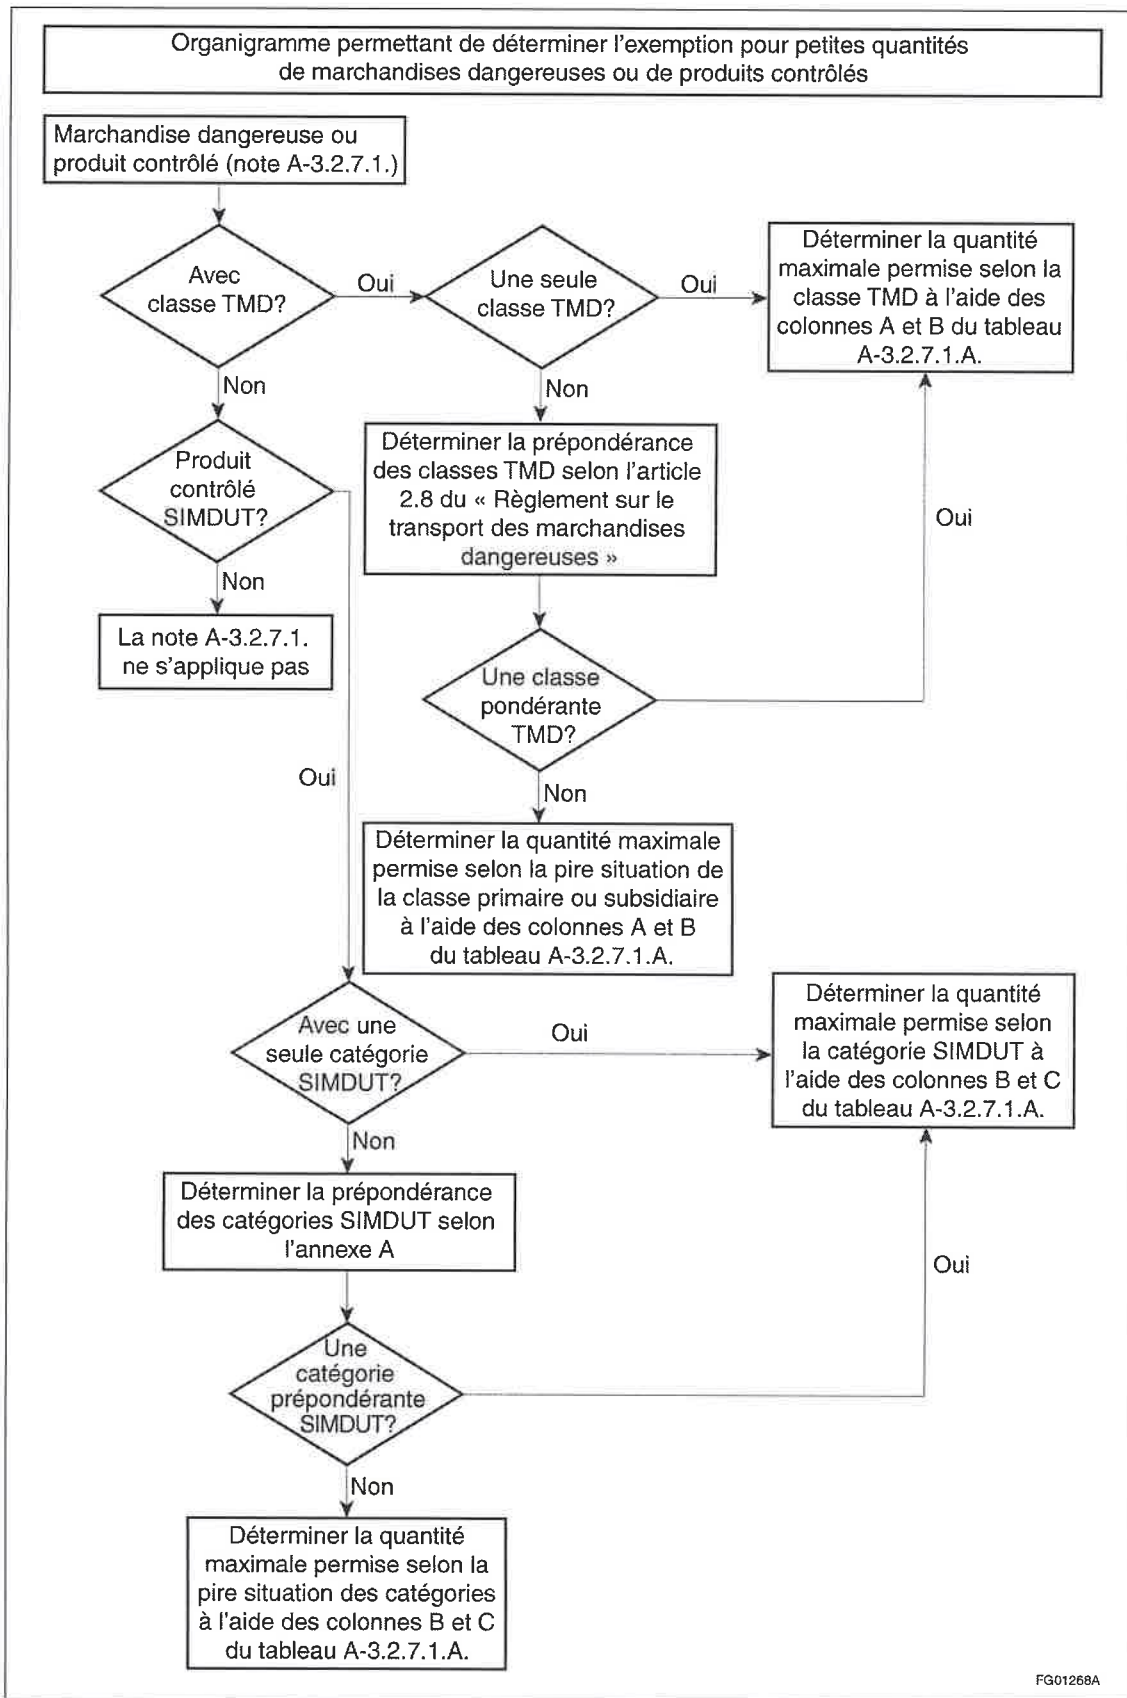 Organigramme permettant de déterminer l'exemption pour petites quantités
de marchandises dangereuses ou de produits contrôlés
Marchandise dangereuse ou
produit contrôlé (note A-3.2.7.1.)
Avec
classe TMD?
Oui
Une seule
classe TMD?
Oui
Déterminer la quantité
maximale permise selon la
classe TMD à l'aide des
colonnes A et B du tableau
A-3.2.7.1.A.
Non
Non
Produit
contrôlé
SIMDUT?
Déterminer la prépondérance
des classes TMD selon l'article
2.8 du « Règlement sur le
transport des marchandises
dangereuses »
Oui
Non
La note A-3.2.7.1.
ne s'applique pas
Une classe
pondérante
TMD?
Oui
Non
Déterminer la quantité maximale
permise selon la pire situation de
la classe primaire ou subsidiaire
à l'aide des colonnes A et B
du tableau A-3.2.7.1.A.
Avec une
seule catégorie
SIMDUT?
Oui
Déterminer la quantité
maximale permise selon
la catégorie SIMDUT à
l'aide des colonnes B et C
du tableau A-3.2.7.1.A.
Non
Déterminer la prépondérance
des catégories SIMDUT selon
l'annexe A
Oui
Une
catégorie
prépondérante
SIMDUT?
Non
Déterminer la quantité
maximale permise selon la
pire situation des catégories
à l'aide des colonnes B et C
du tableau A-3.2.7.1.A.
FG01268A